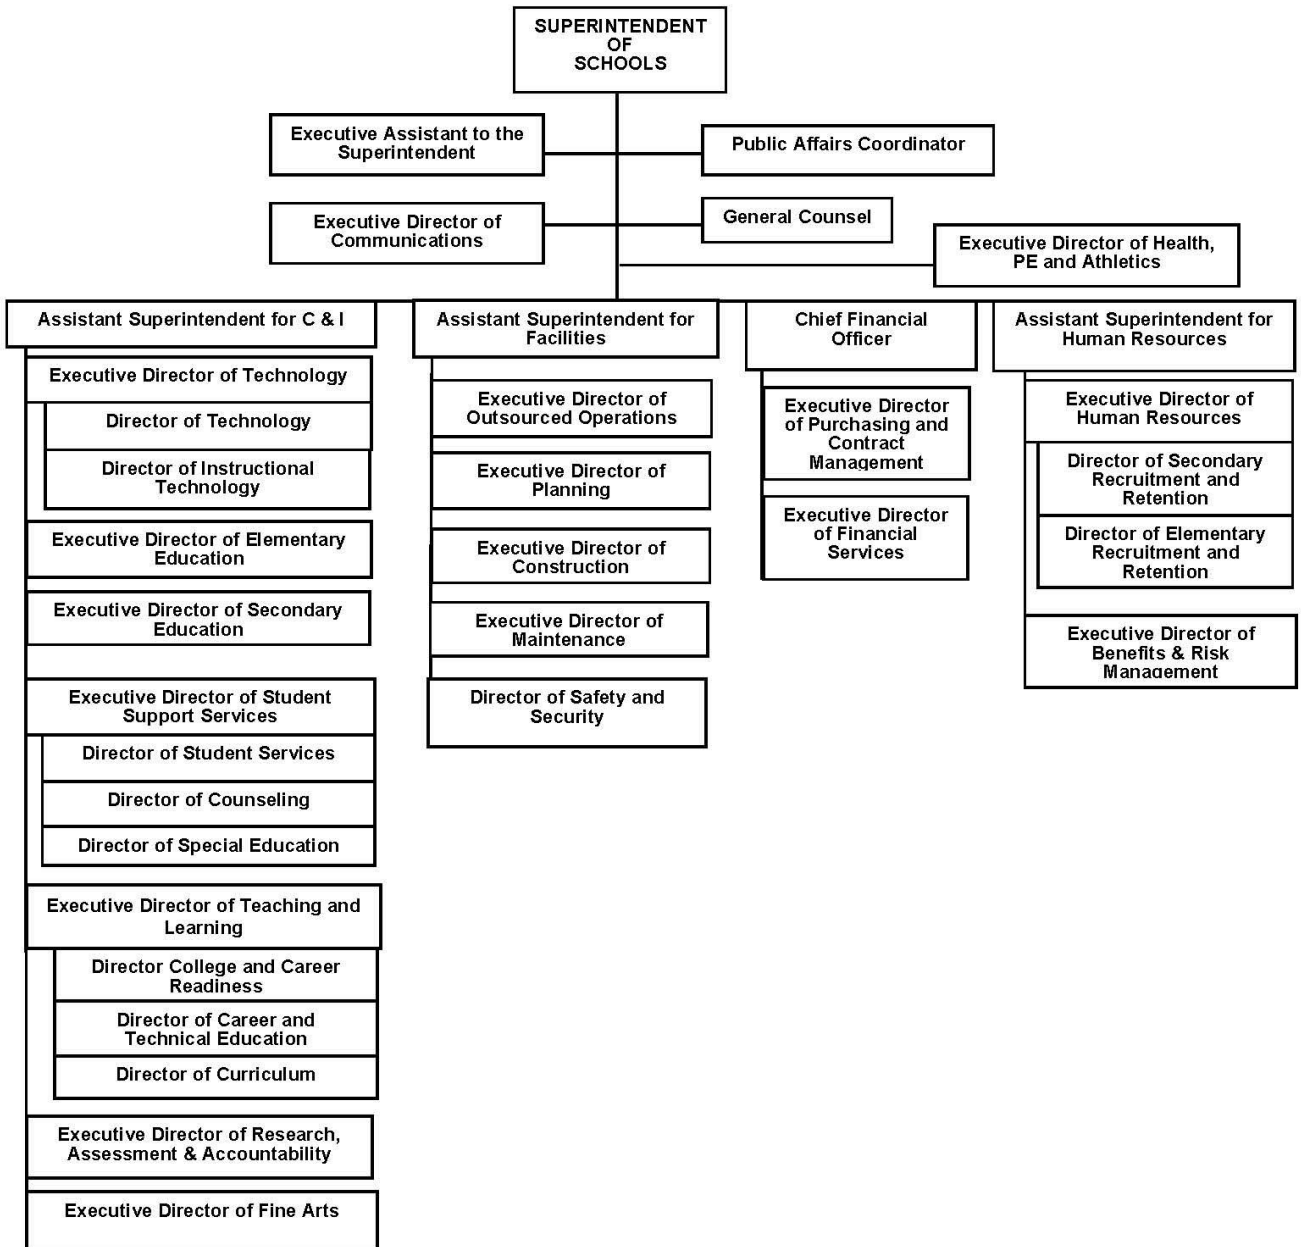 SUPERINTENDENT
OF
SCHOOLS
Executive Assistant to the
Superintendent
Public Affairs Coordinator
Executive Director of
Communications
General Counsel
Executive Director of Health,
PE and Athletics
Assistant Superintendent for C & I
Executive Director of Technology
Director of Technology
Director of Instructional
Technology
Executive Director of Elementary
Education
Executive Director of Secondary
Education
Executive Director of Student
Support Services
Director of Student Services
Director of Counseling
Director of Special Education
Executive Director of Teaching and
Learning
Director College and Career
Readiness
Director of Career and
Technical Education
Director of Curriculum
Executive Director of Research,
Assessment & Accountability
Executive Director of Fine Arts
Assistant Superintendent for
Facilities
Executive Director of
Outsourced Operations
Executive Director of
Planning
Executive Director of
Construction
Executive Director of
Maintenance
Director of Safety and
Security
Chief Financial
Officer
Executive Director
of Purchasing and
Contract
Management
Executive Director
of Financial
Services
Assistant Superintendent for
Human Resources
Executive Director of
Human Resources
Director of Secondary
Recruitment and
Retention
Director of Elementary
Recruitment and
Retention
Executive Director of
Benefits & Risk
Management